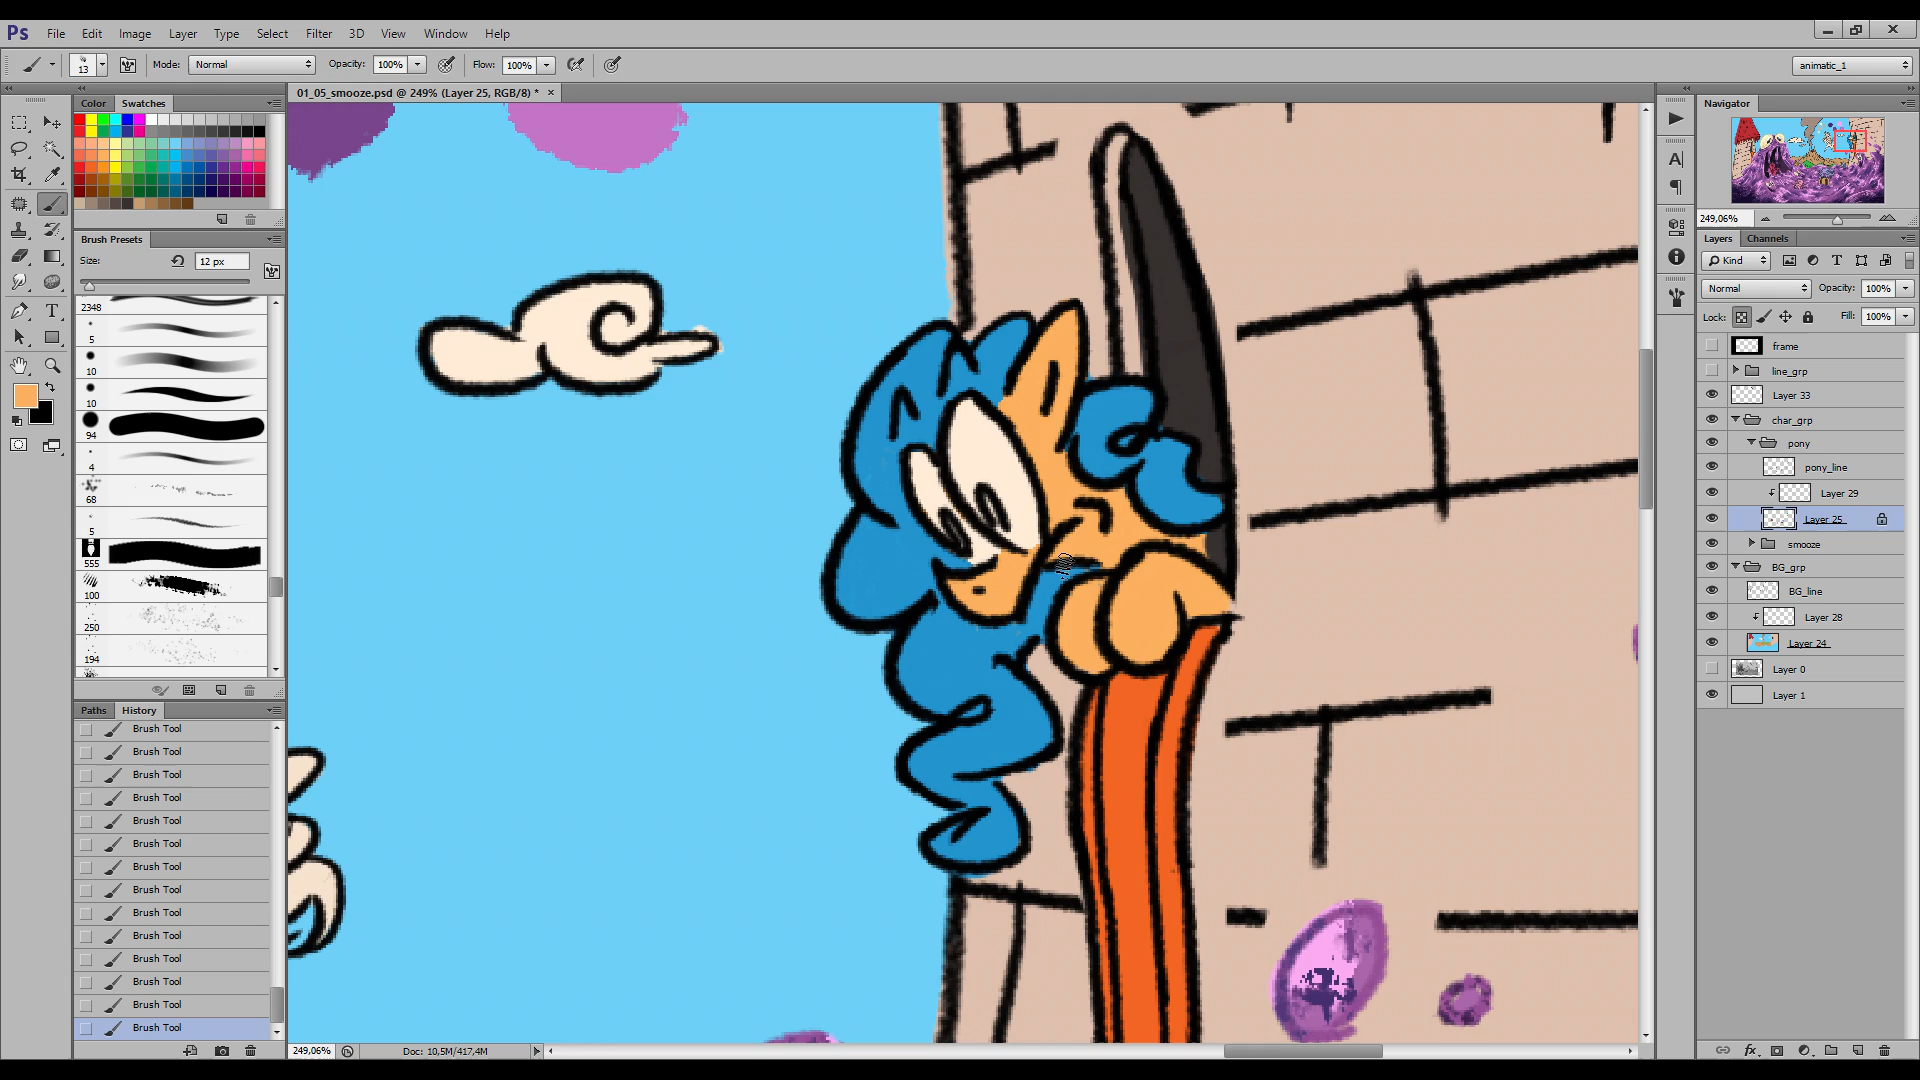 Ps File Edit Image Layer Type Select Filter 3D View Window Help
13 Mode: Normal Opacity: 100% Flow: 100% animatic_1
Color Swatches
01_05_smooze.psd @ 249% (Layer 25, RGB/8) *
Navigator
249,06%
Brush Presets
Size: 12 px
2348
5
10
10
94
4
68
5
555
100
250
194
Paths History
Brush Tool
Brush Tool
Brush Tool
Brush Tool
Brush Tool
Brush Tool
Brush Tool
Brush Tool
Brush Tool
Brush Tool
Brush Tool
Brush Tool
Brush Tool
Brush Tool
Layers Channels
Kind
Normal Opacity: 100%
Lock: Fill: 100%
frame
line_grp
Layer 33
char_grp
pony
pony_line
Layer 29
Layer 25
smooze
BG_grp
BG_line
Layer 28
Layer 24
Layer 0
Layer 1
249,06% Doc: 10,5M/417,4M